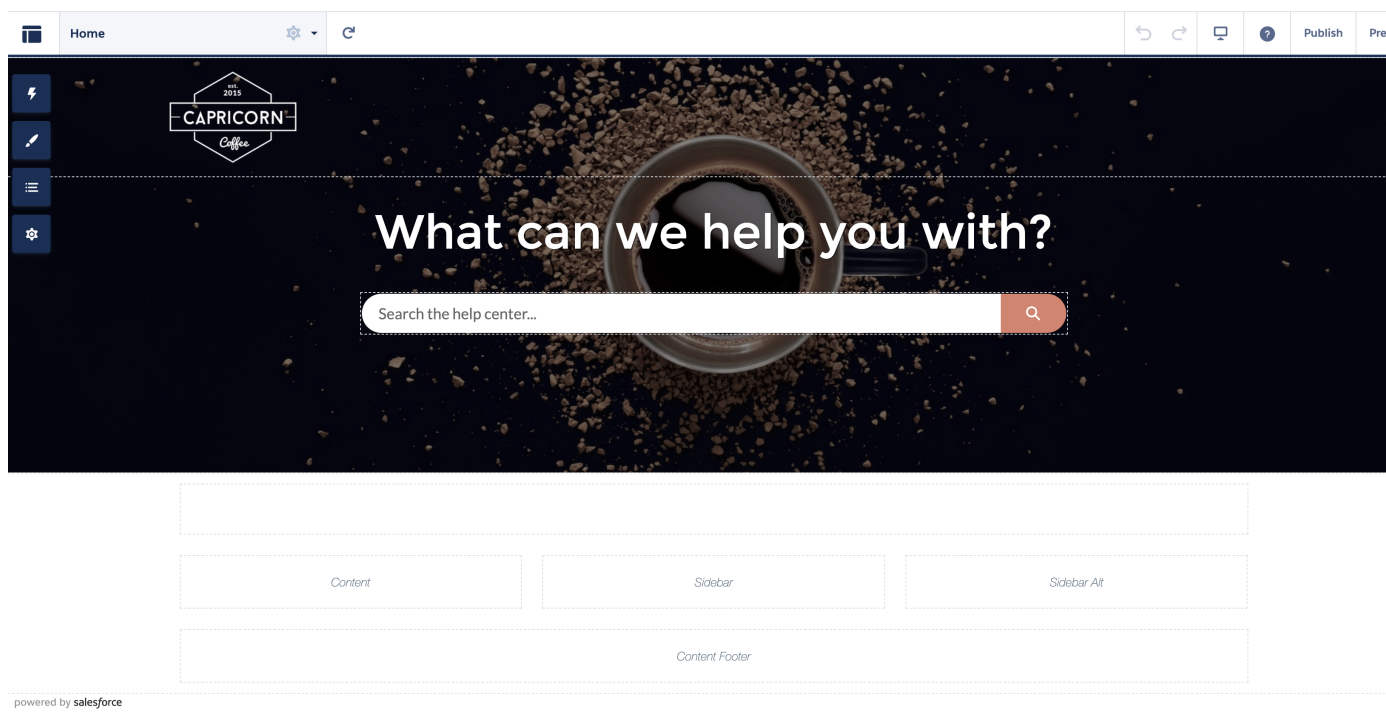 Home
?
Publish
Pre
est.
2015
CAPRICORN
Coffee
What can we help you with?
Search the help center...
Content
Sidebar
Sidebar Alt
Content Footer
powered by salesforce